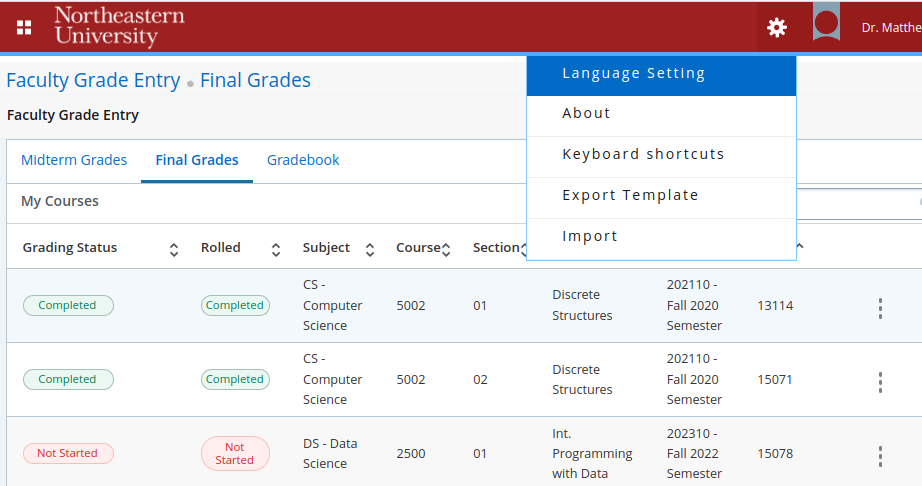 Northeastern
University
Dr. Matthe
Faculty Grade Entry • Final Grades
Language Setting
About
Keyboard shortcuts
Export Template
Import
Faculty Grade Entry
Midterm Grades Final Grades Gradebook
My Courses
Grading Status Rolled Subject Course Section
Completed Completed CS - Computer Science 5002 01 Discrete Structures 202110 - Fall 2020 Semester 13114
Completed Completed CS - Computer Science 5002 02 Discrete Structures 202110 - Fall 2020 Semester 15071
Not Started Not Started DS - Data Science 2500 01 Int. Programming with Data 202310 - Fall 2022 Semester 15078